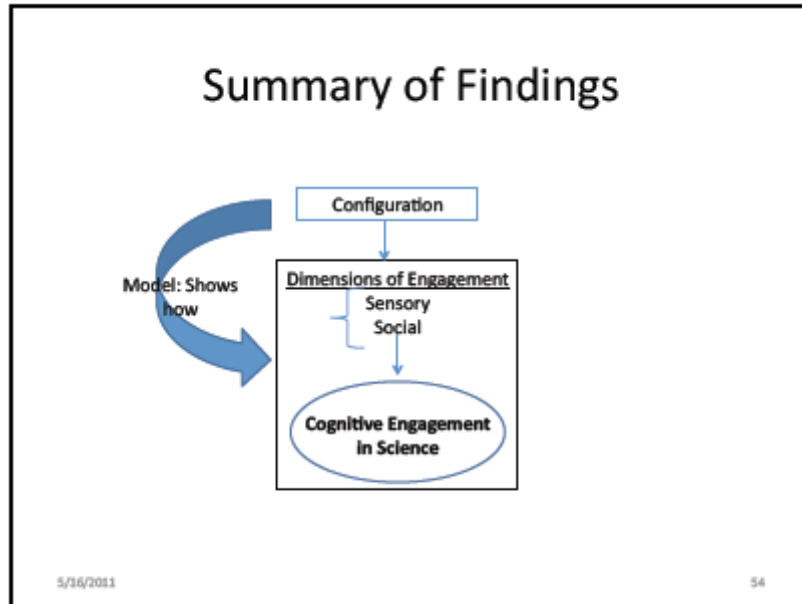 Summary of Findings
Configuration
Model: Shows
how
Dimensions of Engagement
Sensory
Social
Cognitive Engagement
in Science
5/16/2011
54